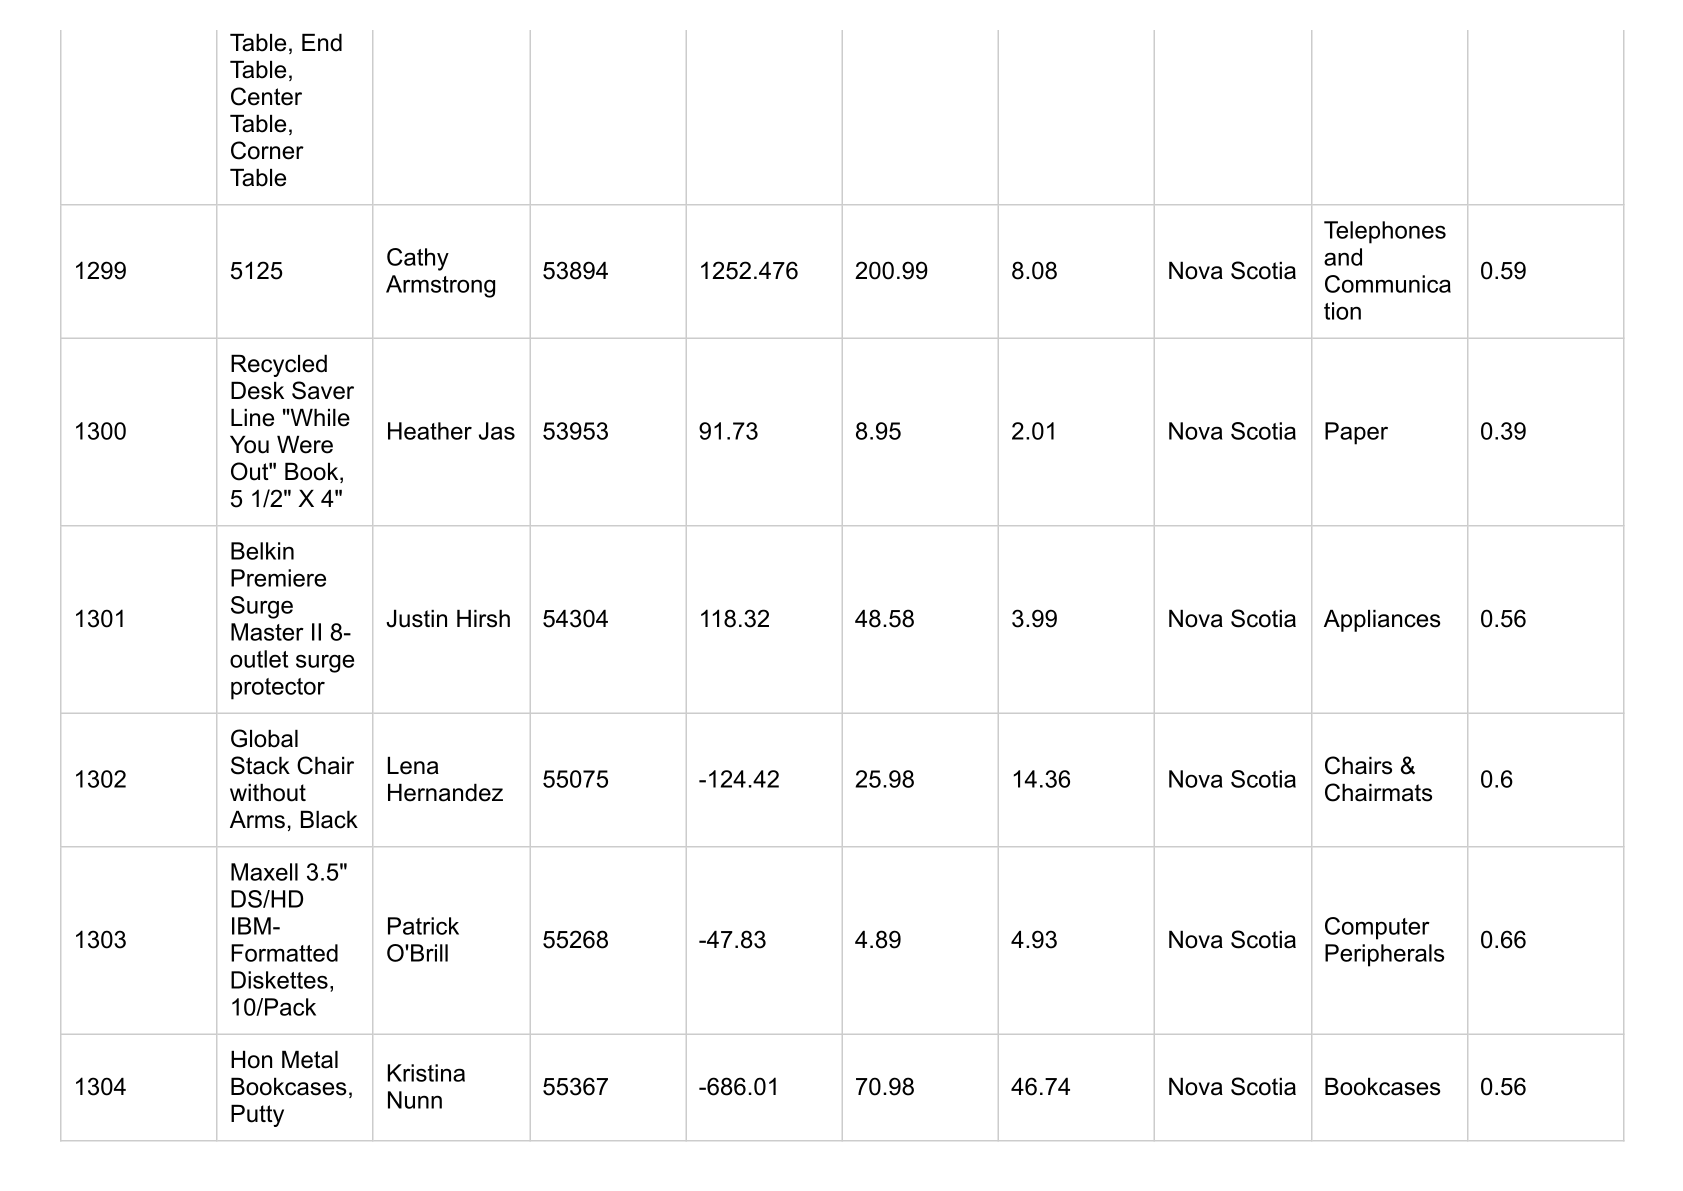 Table, End
Table,
Center
Table,
Corner
Table
1299
5125
Cathy
Armstrong
53894
1252.476
200.99
8.08
Nova Scotia
Telephones
and
Communica
tion
0.59
1300
Recycled
Desk Saver
Line "While
You Were
Out" Book,
5 1/2" X 4"
Heather Jas
53953
91.73
8.95
2.01
Nova Scotia
Paper
0.39
1301
Belkin
Premiere
Surge
Master II 8-
outlet surge
protector
Justin Hirsh
54304
118.32
48.58
3.99
Nova Scotia
Appliances
0.56
1302
Global
Stack Chair
without
Arms, Black
Lena
Hernandez
55075
-124.42
25.98
14.36
Nova Scotia
Chairs &
Chairmats
0.6
1303
Maxell 3.5"
DS/HD
IBM-
Formatted
Diskettes,
10/Pack
Patrick
O'Brill
55268
-47.83
4.89
4.93
Nova Scotia
Computer
Peripherals
0.66
1304
Hon Metal
Bookcases,
Putty
Kristina
Nunn
55367
-686.01
70.98
46.74
Nova Scotia
Bookcases
0.56